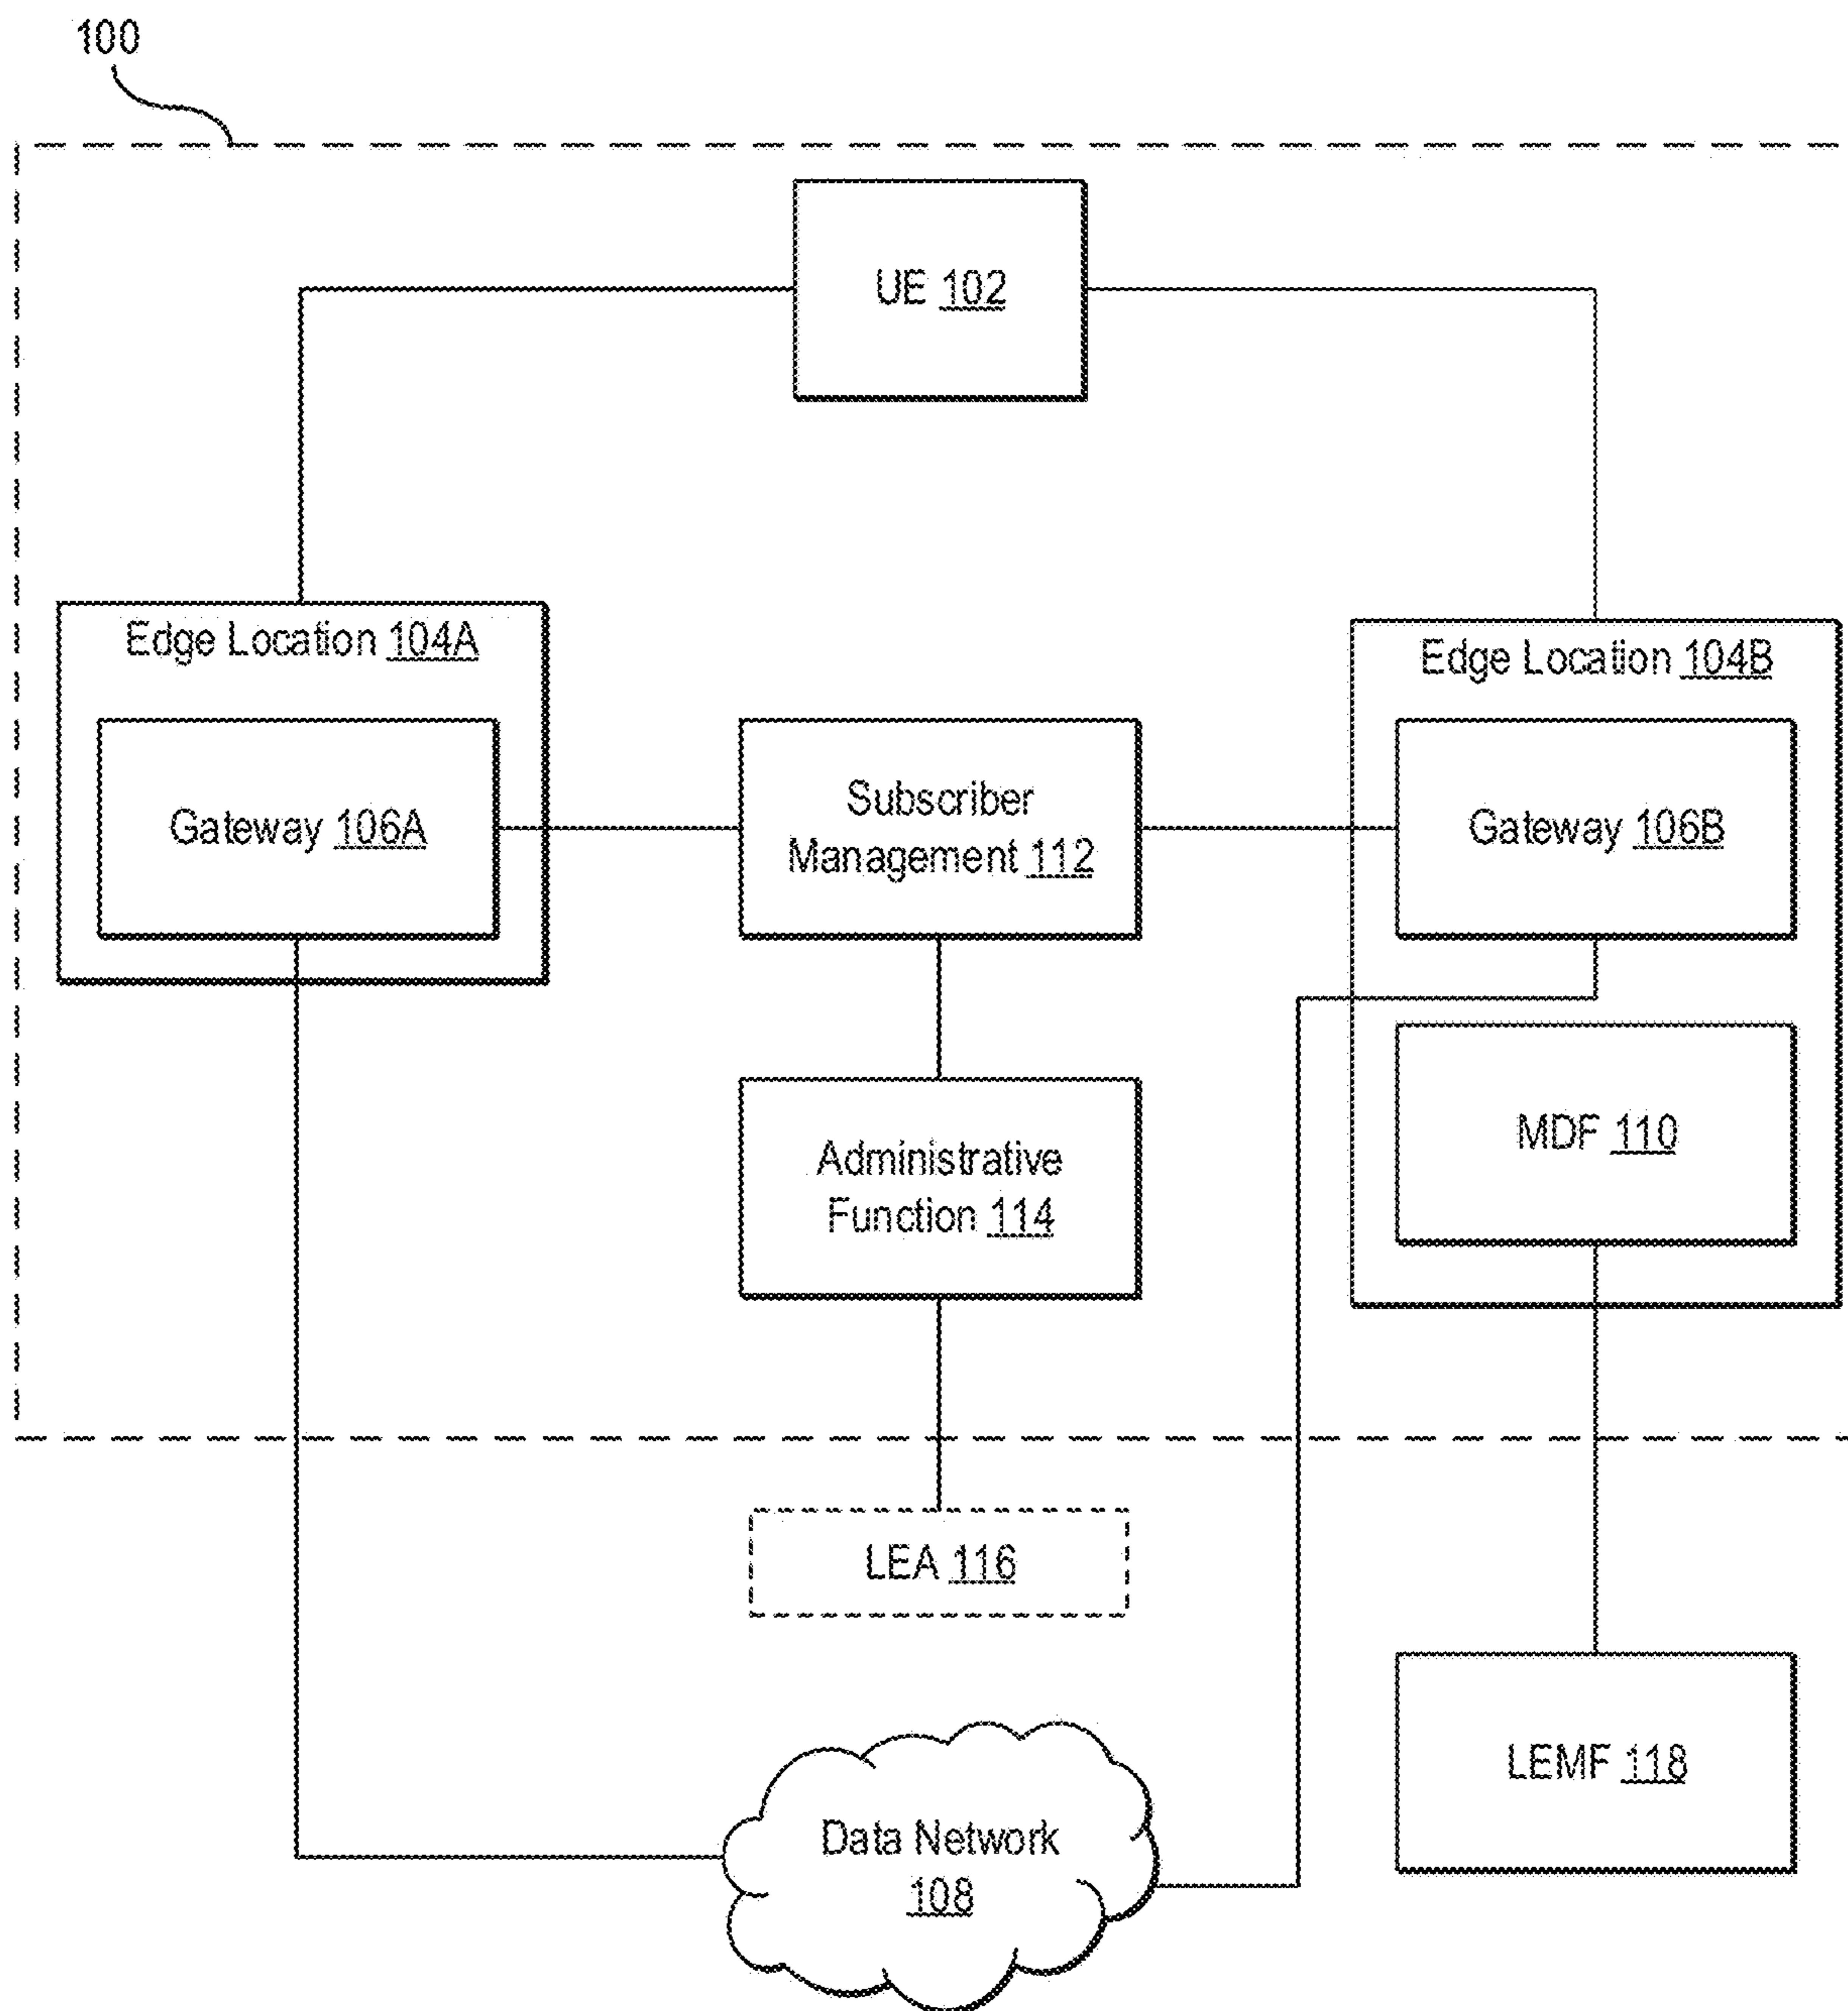 100
UE 102
Edge Location 104A
Edge Location 104B
Gateway 106A
Subscriber
Management 112
Gateway 106B
Administrative
Function 114
MDF 110
LEA 116
LEMF 118
Data Network
108